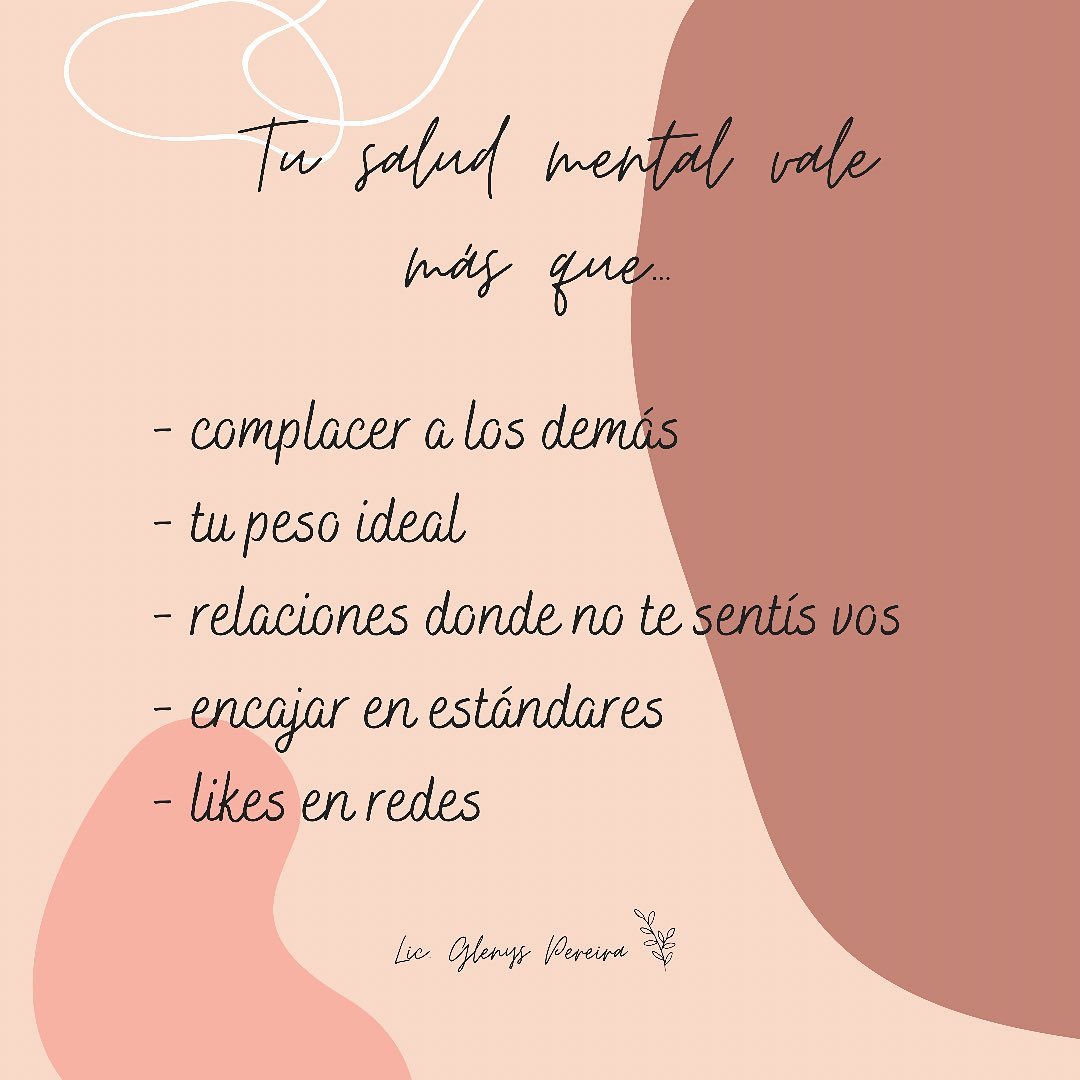 Tu salud mental vale
más que...
- complacer a los demás
- tu peso ideal
- relaciones donde no te sentís vos
- encajar en estándares
- likes en redes
Lic. Glenys Pereira